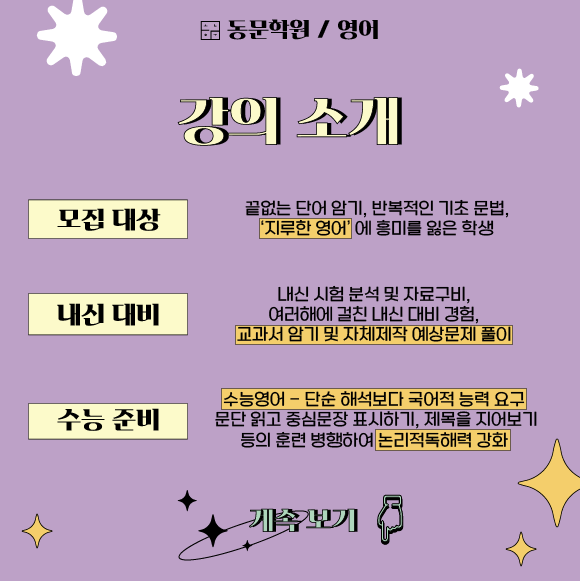 동문학원 / 영어
강의 소개
모집 대상
끝없는 단어 암기, 반복적인 기초 문법,
‘지루한 영어’ 에 흥미를 잃은 학생
내신 대비
내신 시험 분석 및 자료구비,
여러해에 걸친 내신 대비 경험,
교과서 암기 및 자체제작 예상문제 풀이
수능 준비
수능영어 - 단순 해석보다 국어적 능력 요구
문단 읽고 중심문장 표시하기, 제목을 지어보기
등의 훈련 병행하여 논리적독해력 강화
계속 보기